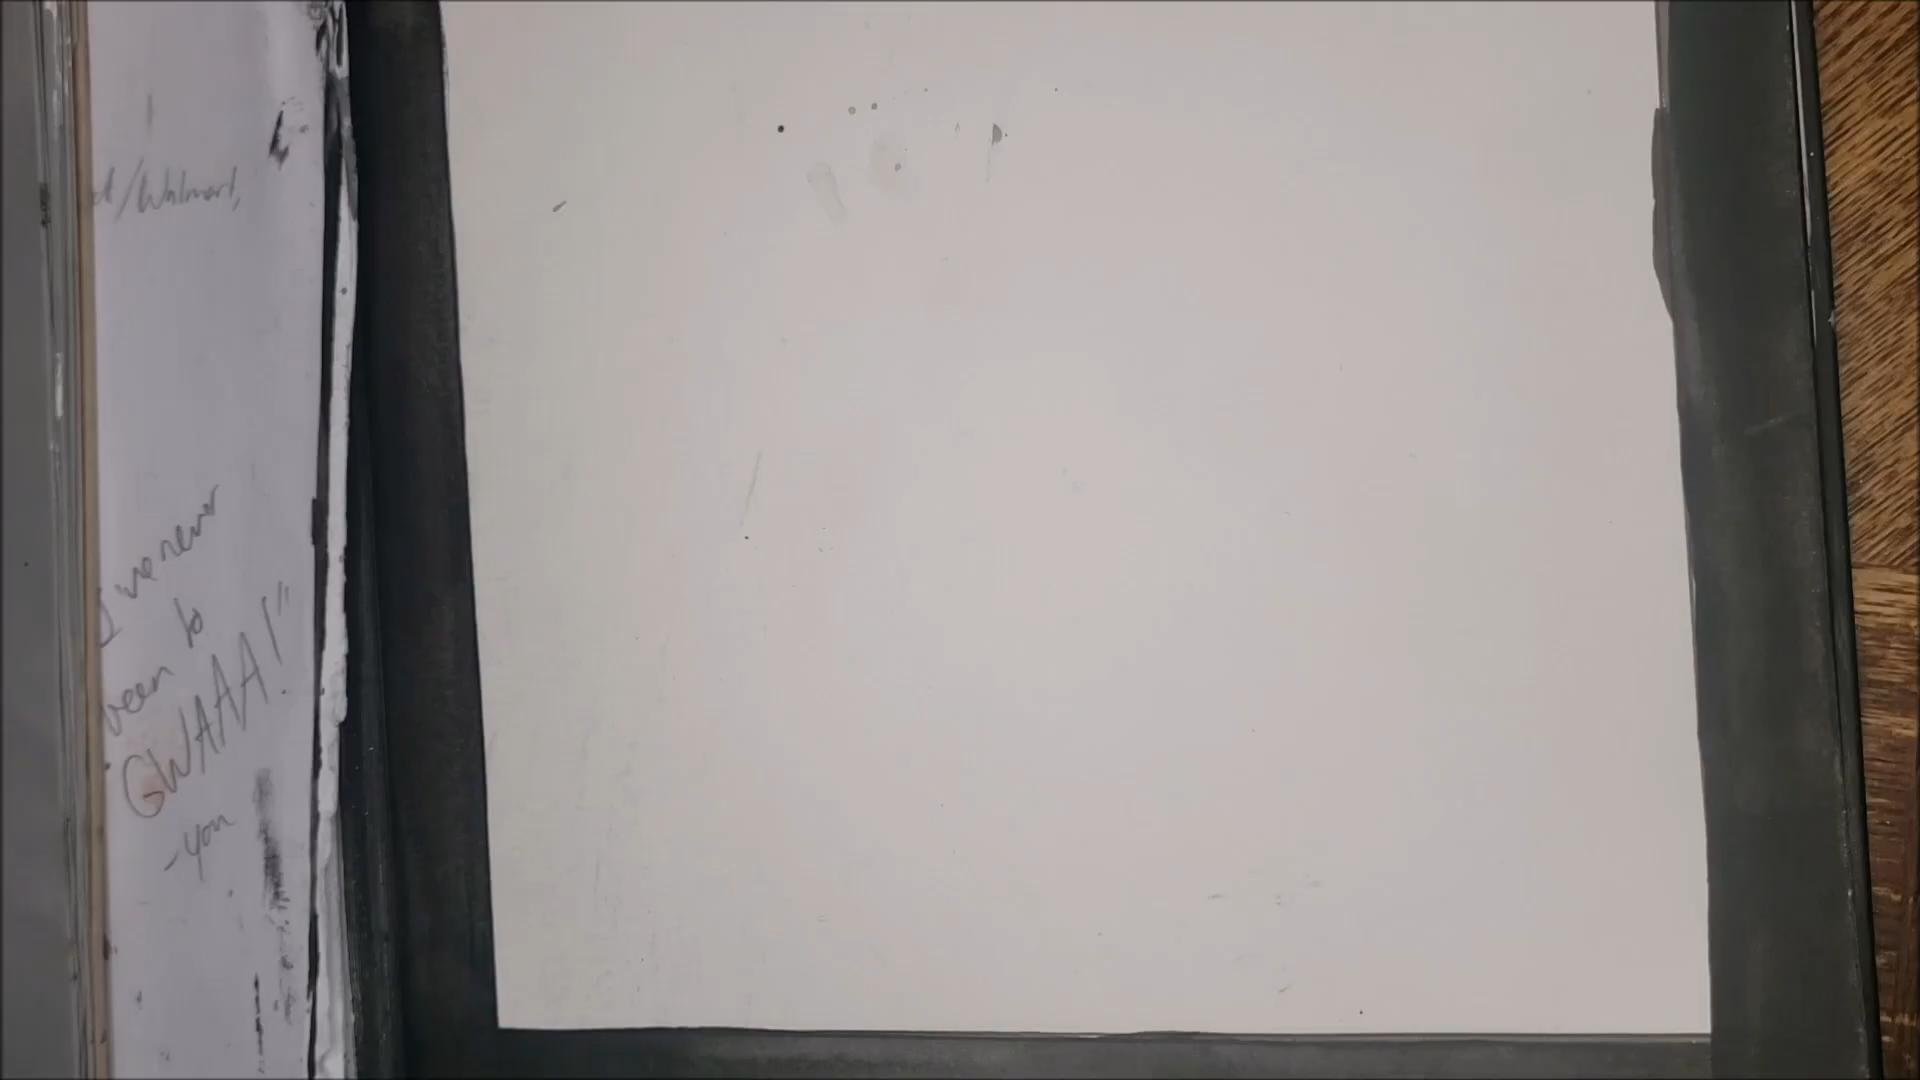 /Walmart,
I've never
been to
GWAAA!"
-you